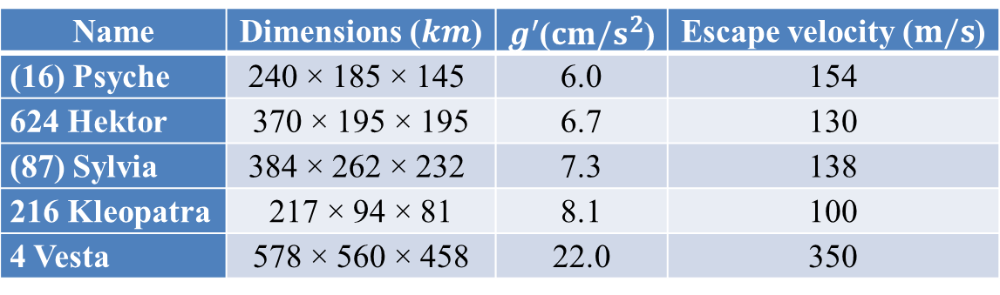 Name Dimensions (km) g′(cm/s²) Escape velocity (m/s)
(16) Psyche 240 × 185 × 145 6.0 154
624 Hektor 370 × 195 × 195 6.7 130
(87) Sylvia 384 × 262 × 232 7.3 138
216 Kleopatra 217 × 94 × 81 8.1 100
4 Vesta 578 × 560 × 458 22.0 350